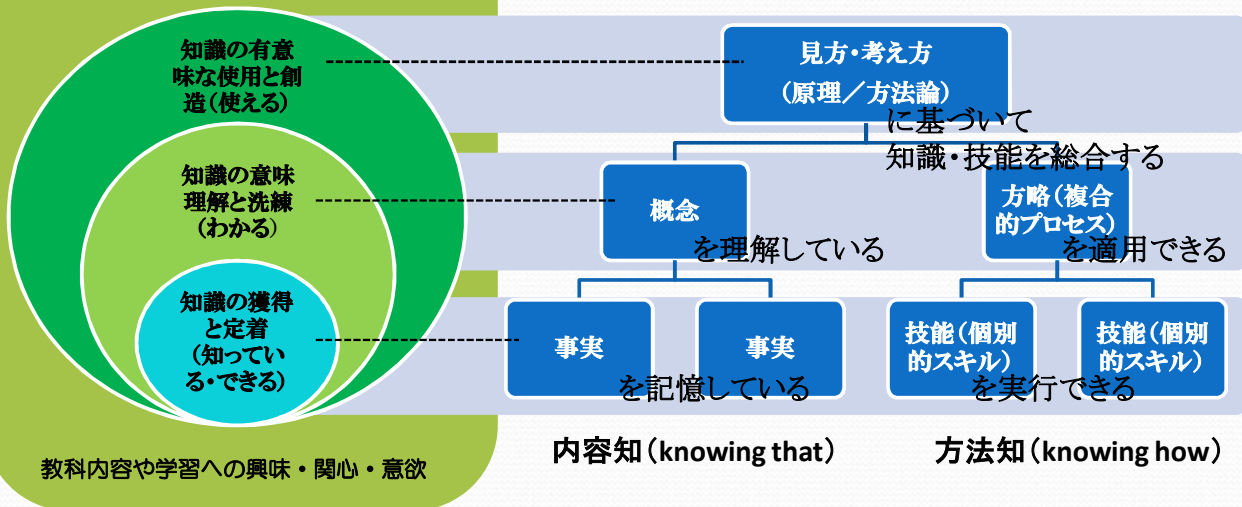 知識の有意
味な使用と創
造(使える)
知識の意味
理解と洗練
(わかる)
知識の獲得
と定着
(知ってい
る・できる)
教科内容や学習への興味・関心・意欲
見方・考え方
(原理／方法論)
に基づいて
知識・技能を総合する
概念
を理解している
方略(複合
的プロセス)
を適用できる
事実
事実
を記憶している
技能(個別
的スキル)
技能(個別
的スキル)
を実行できる
内容知(knowing that)
方法知(knowing how)